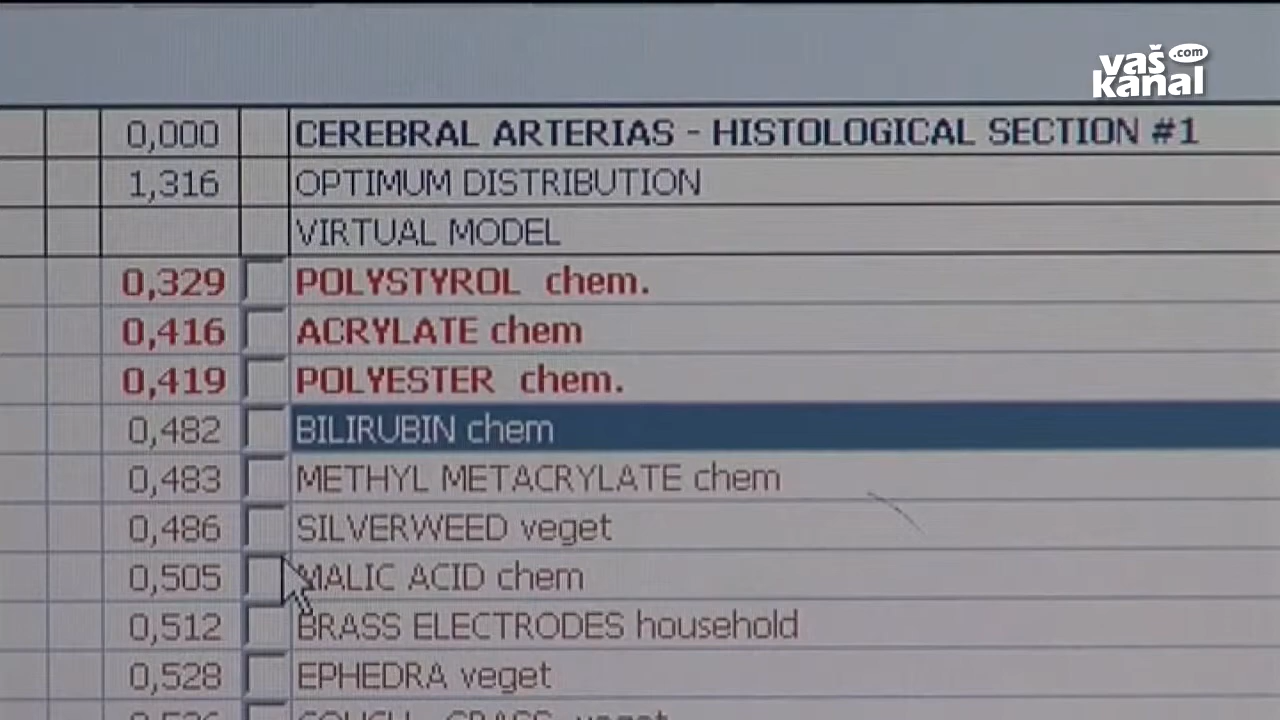 vaš .com
kanal
0,000 CEREBRAL ARTERIAS - HISTOLOGICAL SECTION #1
1,316 OPTIMUM DISTRIBUTION
VIRTUAL MODEL
0,329 POLYSTYROL chem.
0,416 ACRYLATE chem
0,419 POLYESTER chem.
0,482 BILIRUBIN chem
0,483 METHYL METACRYLATE chem
0,486 SILVERWEED veget
0,505 MALIC ACID chem
0,512 BRASS ELECTRODES household
0,528 EPHEDRA veget